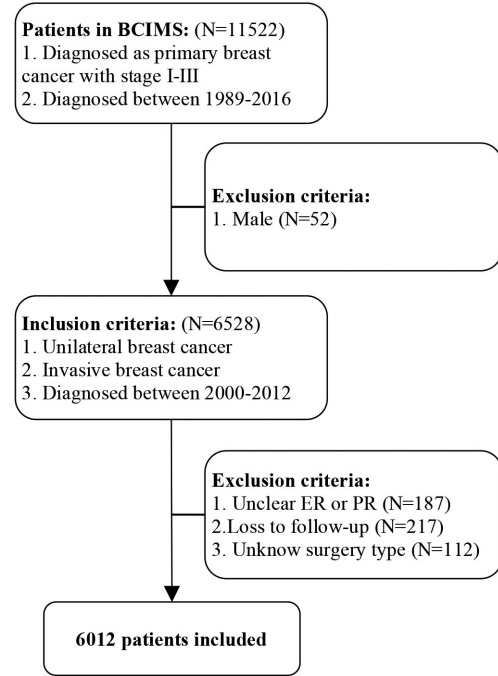 Patients in BCIMS: (N=11522)
1. Diagnosed as primary breast
cancer with stage I-III
2. Diagnosed between 1989-2016
Exclusion criteria:
1. Male (N=52)
Inclusion criteria: (N=6528)
1. Unilateral breast cancer
2. Invasive breast cancer
3. Diagnosed between 2000-2012
Exclusion criteria:
1. Unclear ER or PR (N=187)
2.Loss to follow-up (N=217)
3. Unknow surgery type (N=112)
6012 patients included